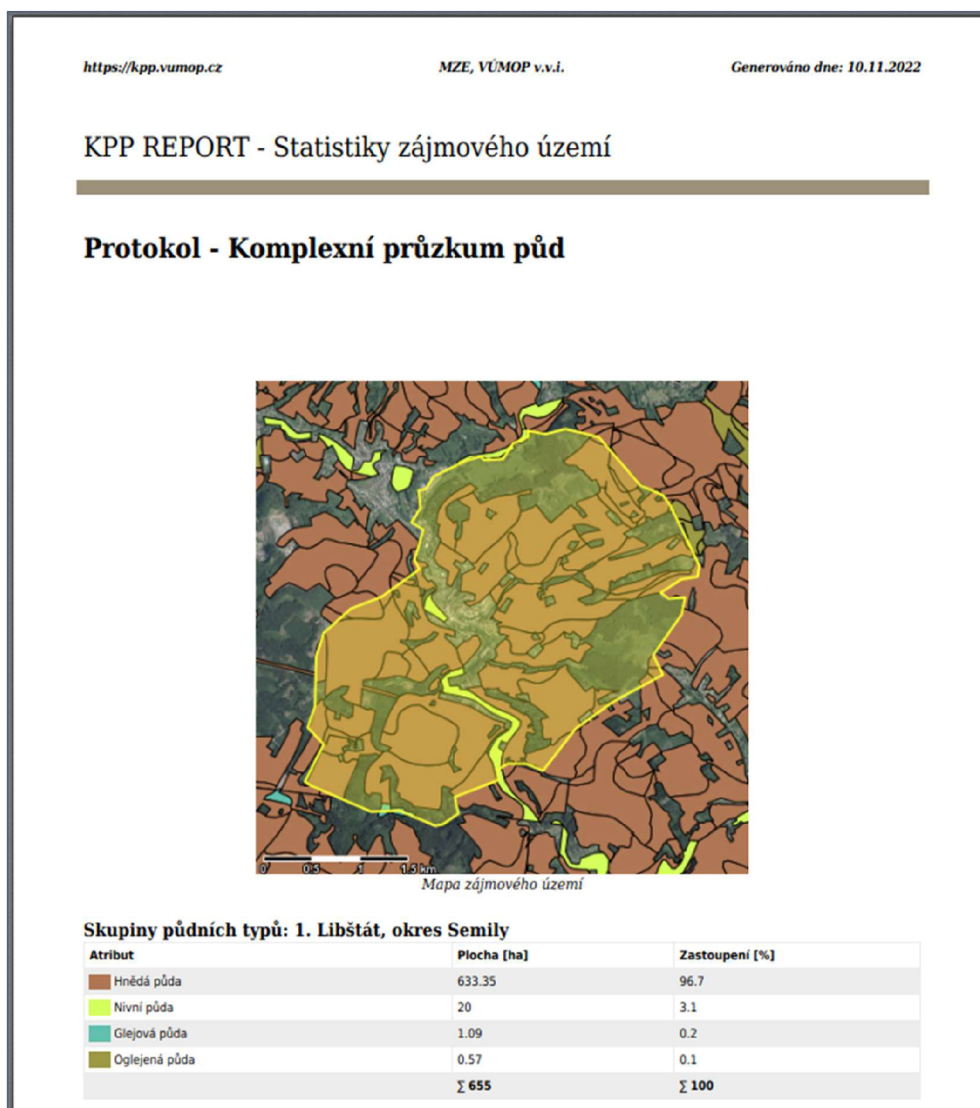 https://kpp.vumop.cz MZE, VÚMOP v.v.i. Generováno dne: 10.11.2022
KPP REPORT - Statistiky zájmového území
Protokol - Komplexní průzkum půd
0 0.5 1 1.5 km
Mapa zájmového území
Skupiny půdních typů: 1. Libštát, okres Semily
Atribut Plocha [ha] Zastoupení [%]
Hnědá půda 633.35 96.7
Nivní půda 20 3.1
Glejová půda 1.09 0.2
Oglejená půda 0.57 0.1
∑ 655 ∑ 100